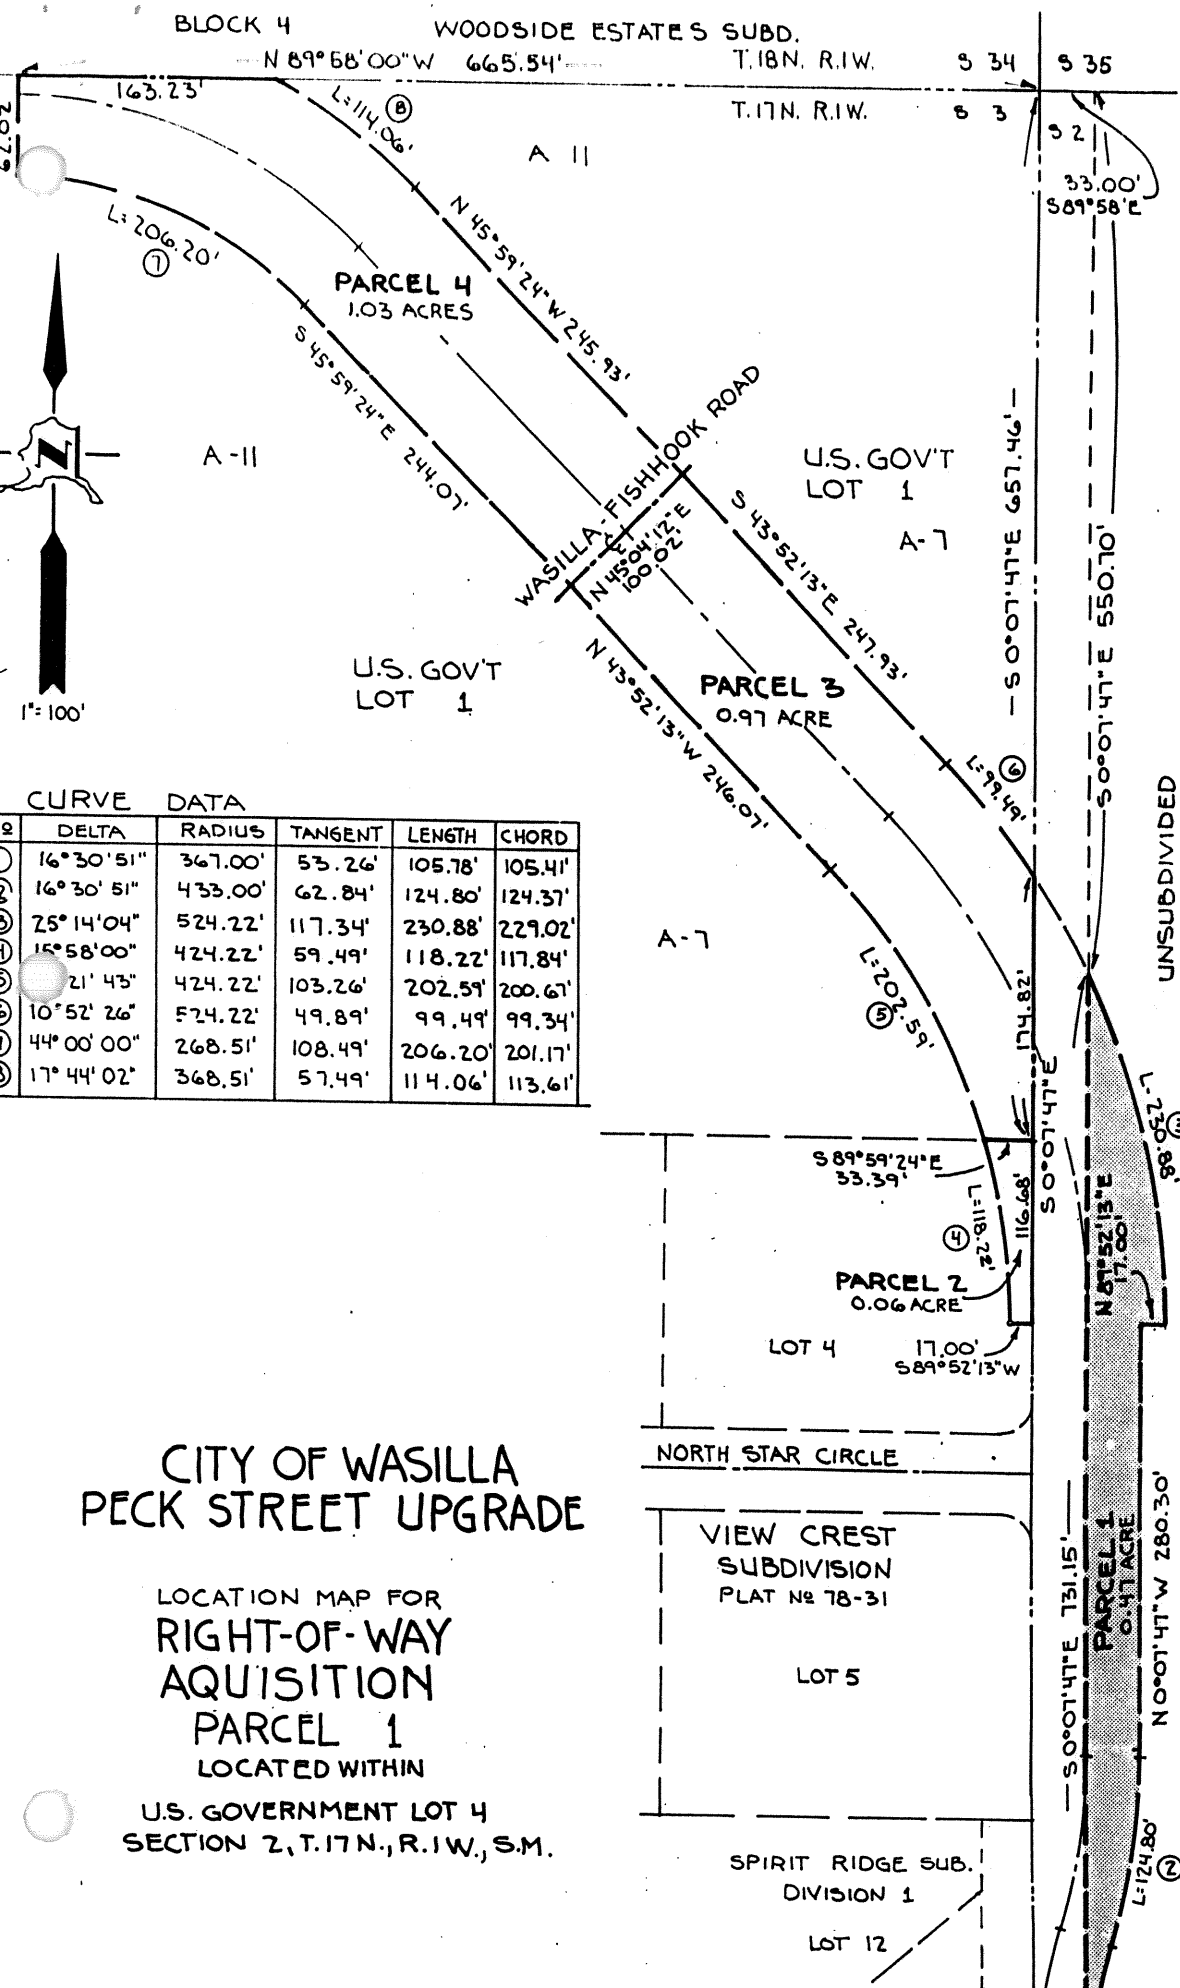 BLOCK 4 WOODSIDE ESTATES SUBD.
N 89°58'00"W 665.54' T.18N. R.1W. S 34 S 35
163.23' T.17N. R.1W. S 3 S 2
62.02
L=114.06' 8
A 11
33.00'
S89°58'E
L=206.20'
7
N 45°59'24"W 245.93'
PARCEL 4
1.03 ACRES
S 45°59'24"E 244.07'
WASILLA-FISHHOOK ROAD
N 45°04'12"E
100.02'
A-11
N
1"=100'
U.S. GOV'T
LOT 1
A-7
S 43°52'13"E 247.93'
S 0°07'47"E 657.46'
S 0°07'47"E 550.70'
UNSUBDIVIDED
U.S. GOV'T
LOT 1
PARCEL 3
0.97 ACRE
N 43°52'13"W 246.07'
L=99.49' 6
CURVE DATA
DELTA RADIUS TANGENT LENGTH CHORD
16°30'51" 367.00' 53.26' 105.78' 105.41'
16°30'51" 433.00' 62.84' 124.80' 124.37'
3 25°14'04" 524.22' 117.34' 230.88' 229.02'
15°58'00" 424.22' 59.49' 118.22' 117.84'
21'43" 424.22' 103.26' 202.59' 200.67'
6 10°52'26" 524.22' 49.89' 99.49' 99.34'
44°00'00" 268.51' 108.49' 206.20' 201.17'
17°44'02" 368.51' 57.49' 114.06' 113.61'
A-7
L=202.59'
5
174.82'
S 0°07'47"E
L=230.88'
S 89°59'24"E
33.39'
116.68'
L=118.22'
4
N 89°52'13"E
17.00'
PARCEL 2
0.06 ACRE
LOT 4
17.00'
S89°52'13"W
NORTH STAR CIRCLE
CITY OF WASILLA
PECK STREET UPGRADE
VIEW CREST
SUBDIVISION
PLAT № 78-31
LOT 5
S 0°07'47"E 731.15'
PARCEL 1
0.47 ACRE
N 0°07'47"W 280.30'
LOCATION MAP FOR
RIGHT-OF-WAY
AQUISITION
PARCEL 1
LOCATED WITHIN
U.S. GOVERNMENT LOT 4
SECTION 2, T.17N., R.1W., S.M.
L=124.80'
2
SPIRIT RIDGE SUB.
DIVISION 1
LOT 12